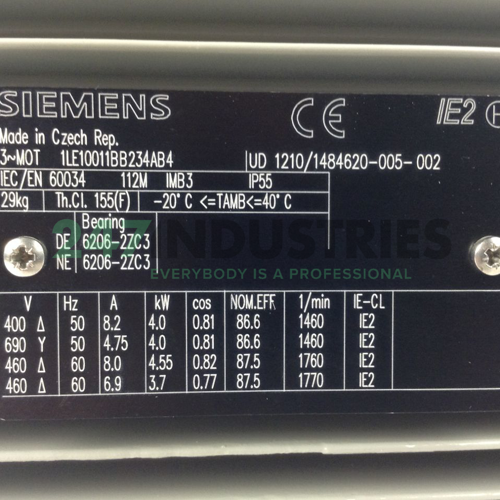 SIEMENS CE IE2
Made in Czech Rep.
3~MOT 1LE10011BB234AB4 UD 1210/1484620-005-002
IEC/EN 60034 112M IMB3 IP55
29kg Th.Cl. 155(F) -20°C <=TAMB<=40°C
Bearing
DE 6206-2ZC3
NE 6206-2ZC3
24-7 INDUSTRIES
EVERYBODY IS A PROFESSIONAL
V Hz A kW cos NOM.EFF 1/min IE-CL
400 Δ 50 8.2 4.0 0.81 86.6 1460 IE2
690 Y 50 4.75 4.0 0.81 86.6 1460 IE2
460 Δ 60 8.0 4.55 0.82 87.5 1760 IE2
460 Δ 60 6.9 3.7 0.77 87.5 1770 IE2